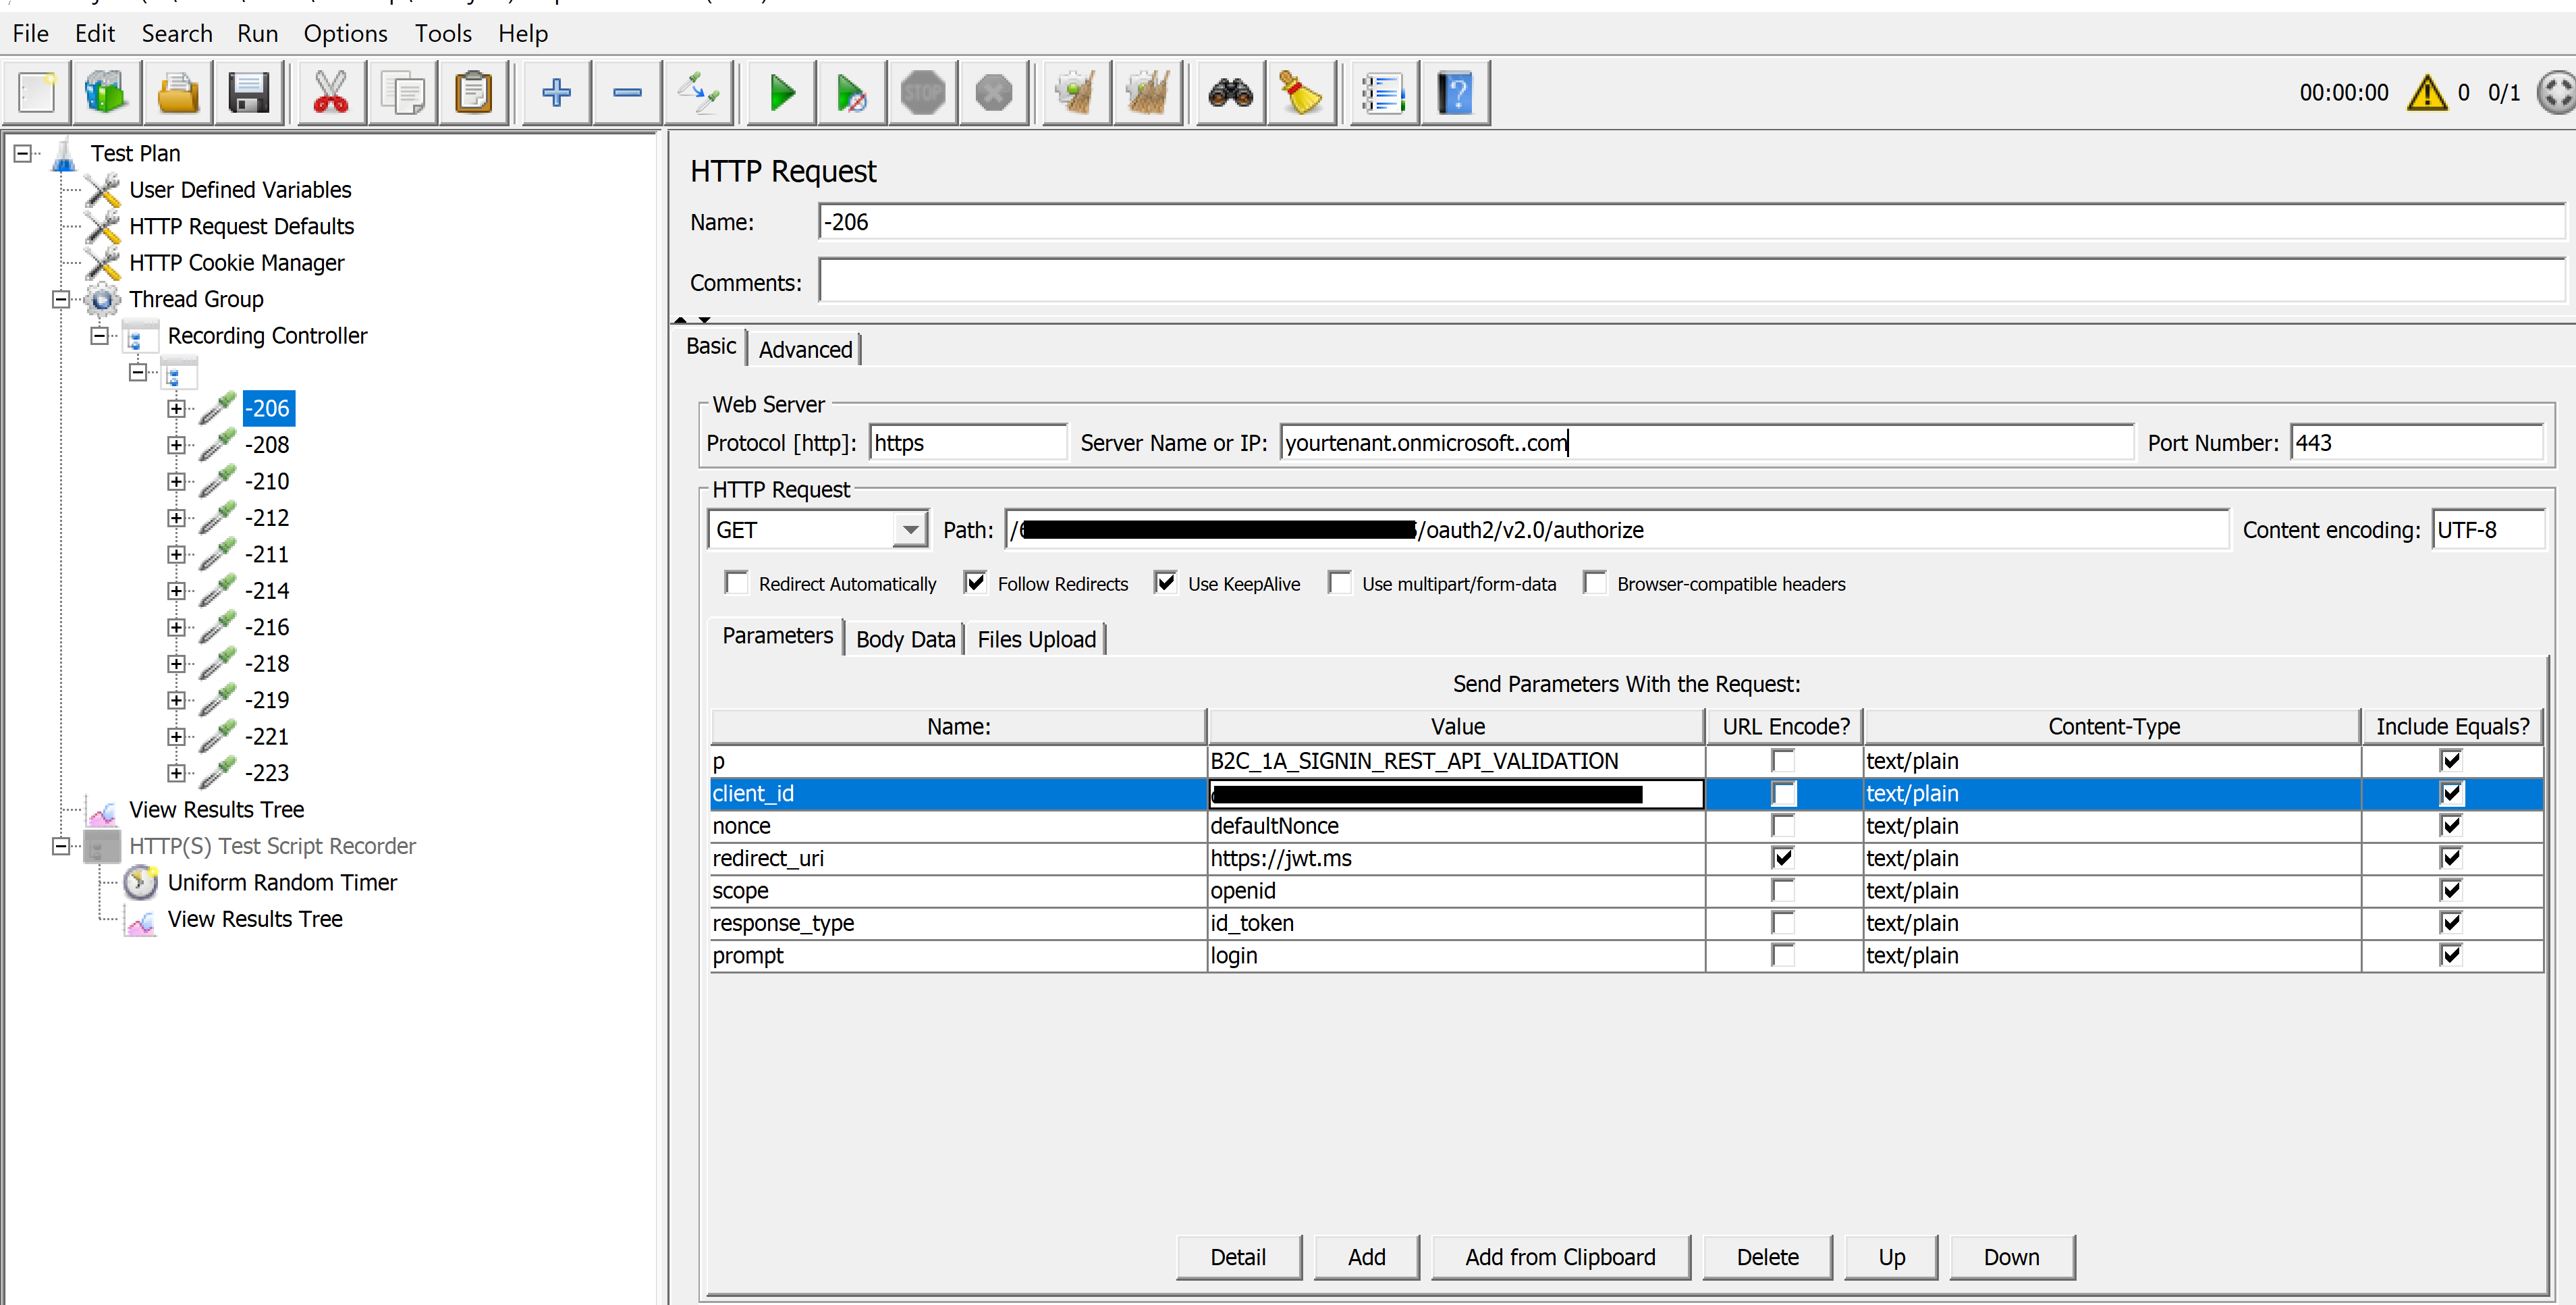 File Edit Search Run Options Tools Help
STOP
00:00:00 0 0/1
Test Plan
User Defined Variables
HTTP Request Defaults
HTTP Cookie Manager
Thread Group
Recording Controller
-206
-208
-210
-212
-211
-214
-216
-218
-219
-221
-223
View Results Tree
HTTP(S) Test Script Recorder
Uniform Random Timer
View Results Tree
HTTP Request
Name: -206
Comments:
Basic Advanced
Web Server
Protocol [http]: https Server Name or IP: yourtenant.onmicrosoft..com Port Number: 443
HTTP Request
GET Path: / /oauth2/v2.0/authorize Content encoding: UTF-8
Redirect Automatically Follow Redirects Use KeepAlive Use multipart/form-data Browser-compatible headers
Parameters Body Data Files Upload
Send Parameters With the Request:
Name: Value URL Encode? Content-Type Include Equals?
p B2C_1A_SIGNIN_REST_API_VALIDATION text/plain
client_id text/plain
nonce defaultNonce text/plain
redirect_uri https://jwt.ms text/plain
scope openid text/plain
response_type id_token text/plain
prompt login text/plain
Detail Add Add from Clipboard Delete Up Down